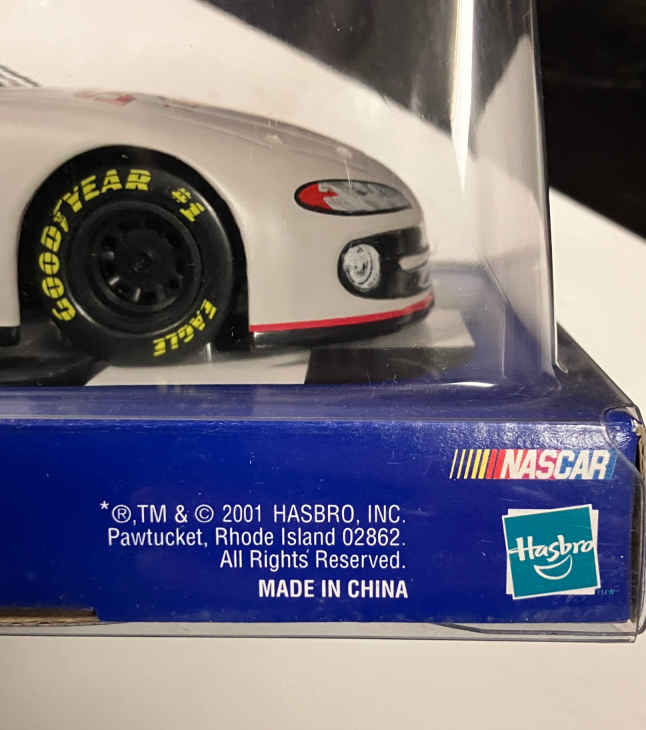 GOODYEAR #1
EAGLE
NASCAR
*®,TM & © 2001 HASBRO, INC.
Pawtucket, Rhode Island 02862.
All Rights Reserved.
MADE IN CHINA
Hasbro